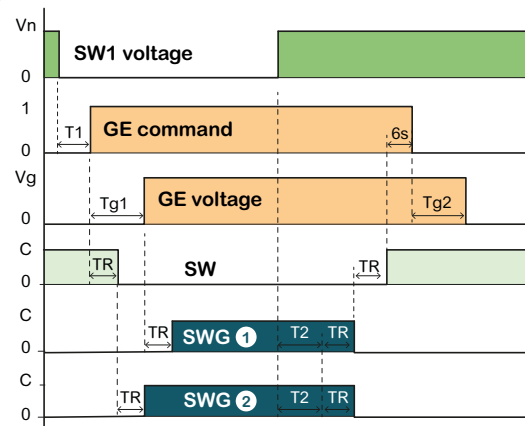 Vn
SW1 voltage
0
1
T1
GE command
6s
0
Vg
Tg1
GE voltage
Tg2
0
C
TR
SW
TR
0
C
TR
SWG 1
T2
TR
0
C
TR
SWG 2
T2
TR
0